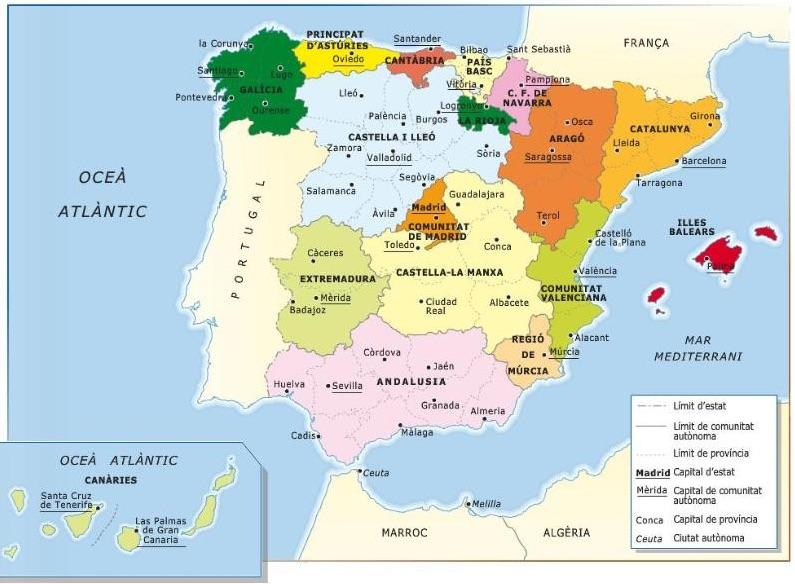 FRANÇA
OCEÀ
ATLÀNTIC
PORTUGAL
la Corunya
Santiago
Lugo
Pontevedra
GALÍCIA
Ourense
PRINCIPAT
D'ASTÚRIES
Oviedo
Santander
CANTÀBRIA
Bilbao
PAÍS
BASC
Vitòria
Sant Sebastià
Pamplona
C. F. DE
NAVARRA
Logronyo
LA RIOJA
Lleó
Palència
Burgos
CASTELLA I LLEÓ
Zamora
Valladolid
Sòria
Salamanca
Segòvia
Àvila
Osca
ARAGÓ
Saragossa
Terol
CATALUNYA
Girona
Lleida
Barcelona
Tarragona
Madrid
COMUNITAT
DE MADRID
Guadalajara
Toledo
Conca
CASTELLA-LA MANXA
Ciudad
Real
Albacete
Càceres
EXTREMADURA
Mèrida
Badajoz
Castelló
de la Plana
València
COMUNITAT
VALENCIANA
Alacant
ILLES
BALEARS
Palma
MAR
MEDITERRANI
REGIÓ
DE
MÚRCIA
Múrcia
Còrdova
Jaén
ANDALUSIA
Huelva
Sevilla
Granada
Almeria
Màlaga
Cadis
Ceuta
Melilla
MARROC
ALGÈRIA
OCEÀ ATLÀNTIC
CANÀRIES
Santa Cruz
de Tenerife
Las Palmas
de Gran
Canaria
Límit d'estat
Límit de comunitat
autònoma
Límit de província
Madrid Capital d'estat
Mèrida Capital de comunitat
autònoma
Conca Capital de província
Ceuta Ciutat autònoma